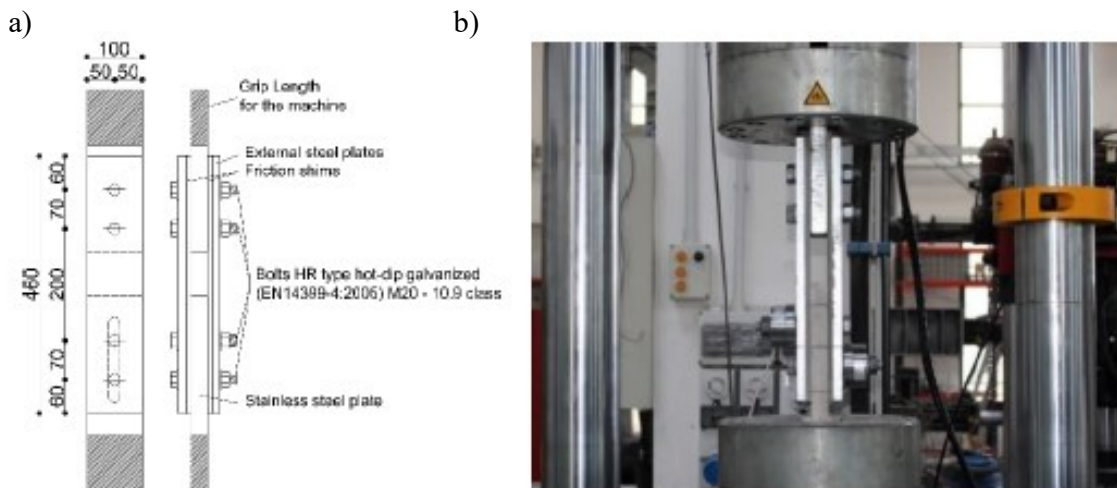 a)
b)
100
50 50
Grip Length
for the machine
External steel plates
Friction shims
60
70
460
200
Bolts HR type hot-dip galvanized
(EN14399-4:2005) M20 - 10.9 class
70
60
Stainless steel plate